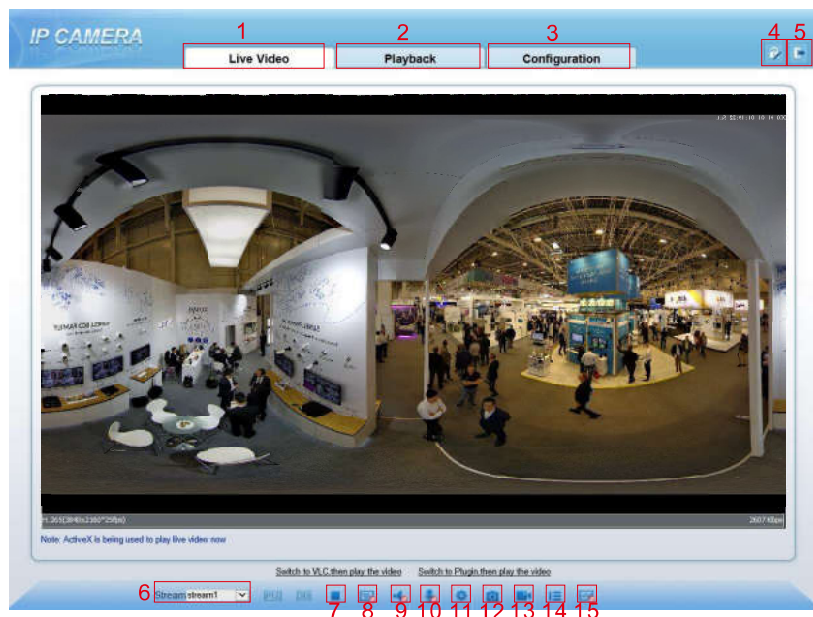 1 2 3 4 5
IP CAMERA
Live Video Playback Configuration
H.265(3840x2160*25fps) 2607 Kbps
Note: ActiveX is being used to play live video now
Switch to VLC,then play the video Switch to Plugin,then play the video
6 Stream stream1
7 8 9 10 11 12 13 14 15